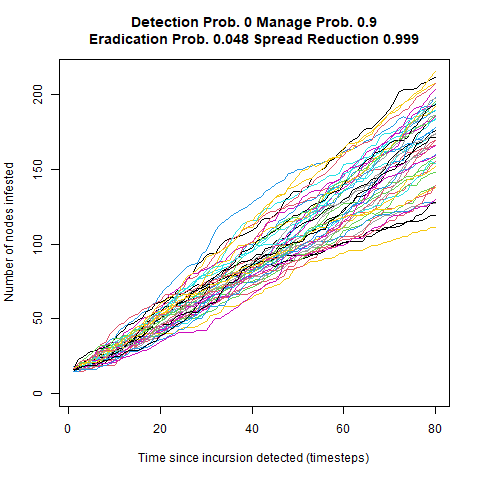 Detection Prob. 0 Manage Prob. 0.9
Eradication Prob. 0.048 Spread Reduction 0.999
Number of nodes infested
200
150
100
50
0
0 20 40 60 80
Time since incursion detected (timesteps)